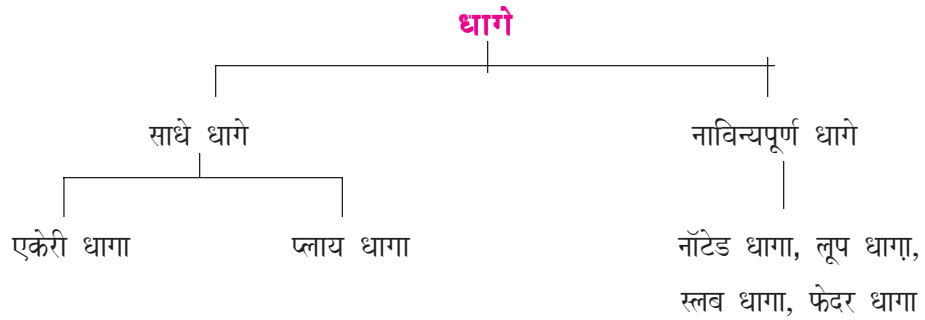 धागे
साधे धागे नाविन्यपूर्ण धागे
एकेरी धागा प्लाय धागा नॉटेड धागा, लूप धागा़,
स्लब धागा, फेदर धागा